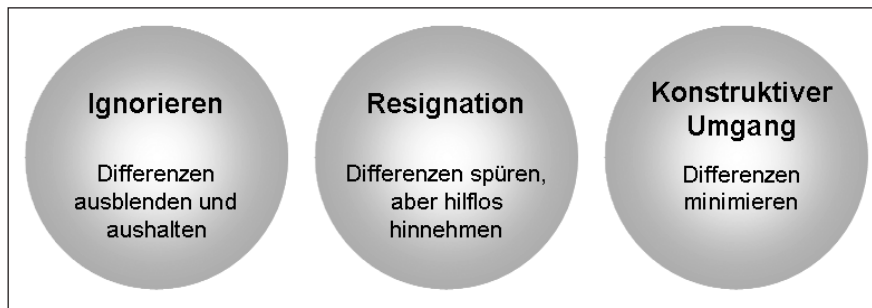 Ignorieren
Differenzen
ausblenden und
aushalten
Resignation
Differenzen spüren,
aber hilflos
hinnehmen
Konstruktiver
Umgang
Differenzen
minimieren